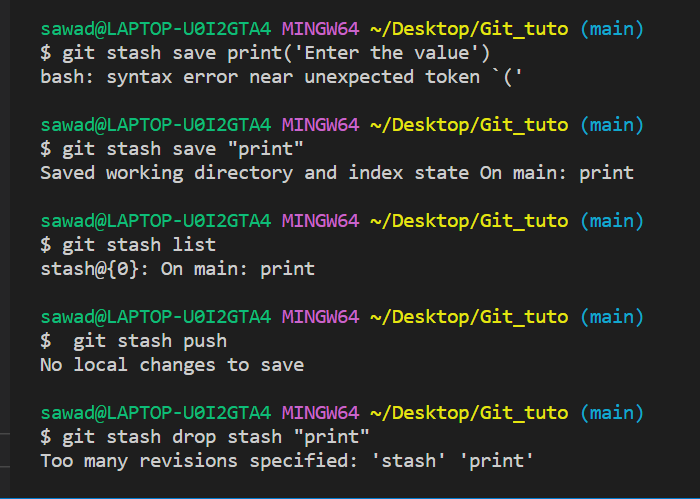 sawad@LAPTOP-U0I2GTA4 MINGW64 ~/Desktop/Git_tuto (main)
$ git stash save print('Enter the value')
bash: syntax error near unexpected token `('
sawad@LAPTOP-U0I2GTA4 MINGW64 ~/Desktop/Git_tuto (main)
$ git stash save "print"
Saved working directory and index state On main: print
sawad@LAPTOP-U0I2GTA4 MINGW64 ~/Desktop/Git_tuto (main)
$ git stash list
stash@{0}: On main: print
sawad@LAPTOP-U0I2GTA4 MINGW64 ~/Desktop/Git_tuto (main)
$  git stash push
No local changes to save
sawad@LAPTOP-U0I2GTA4 MINGW64 ~/Desktop/Git_tuto (main)
$ git stash drop stash "print"
Too many revisions specified: 'stash' 'print'